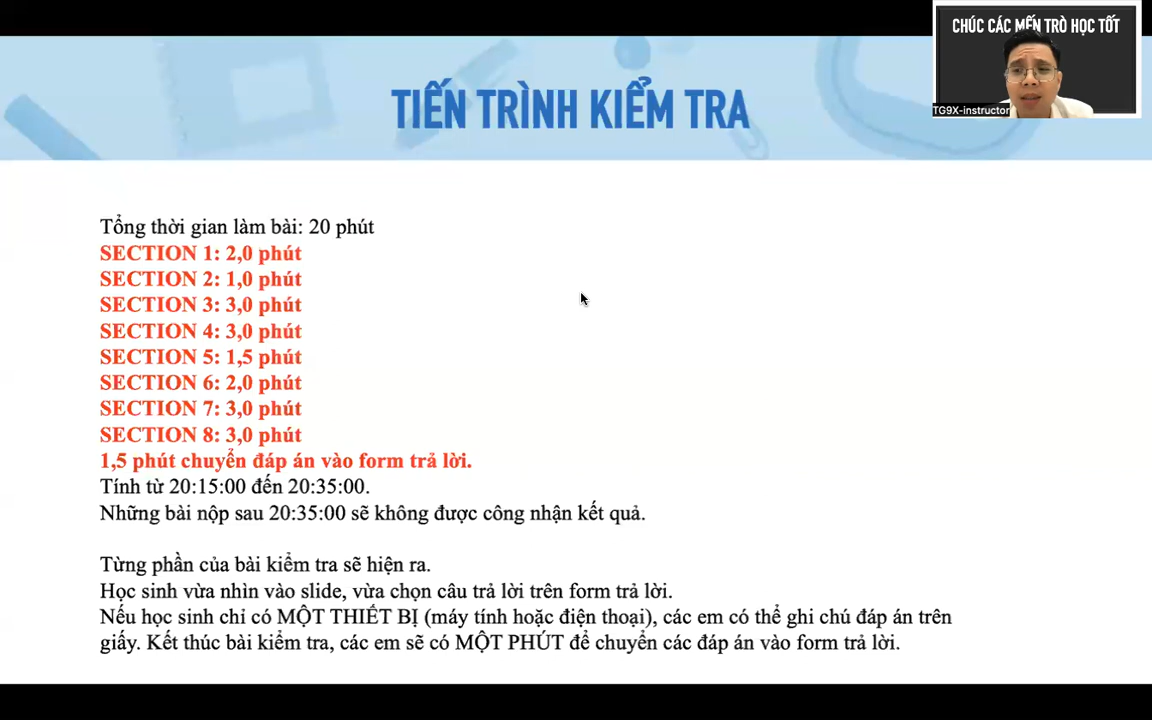 CHÚC CÁC MẾN TRÒ HỌC TỐT
TG9X-instructor
TIẾN TRÌNH KIỂM TRA
Tổng thời gian làm bài: 20 phút
SECTION 1: 2,0 phút
SECTION 2: 1,0 phút
SECTION 3: 3,0 phút
SECTION 4: 3,0 phút
SECTION 5: 1,5 phút
SECTION 6: 2,0 phút
SECTION 7: 3,0 phút
SECTION 8: 3,0 phút
1,5 phút chuyển đáp án vào form trả lời.
Tính từ 20:15:00 đến 20:35:00.
Những bài nộp sau 20:35:00 sẽ không được công nhận kết quả.
Từng phần của bài kiểm tra sẽ hiện ra.
Học sinh vừa nhìn vào slide, vừa chọn câu trả lời trên form trả lời.
Nếu học sinh chỉ có MỘT THIẾT BỊ (máy tính hoặc điện thoại), các em có thể ghi chú đáp án trên
giấy. Kết thúc bài kiểm tra, các em sẽ có MỘT PHÚT để chuyển các đáp án vào form trả lời.